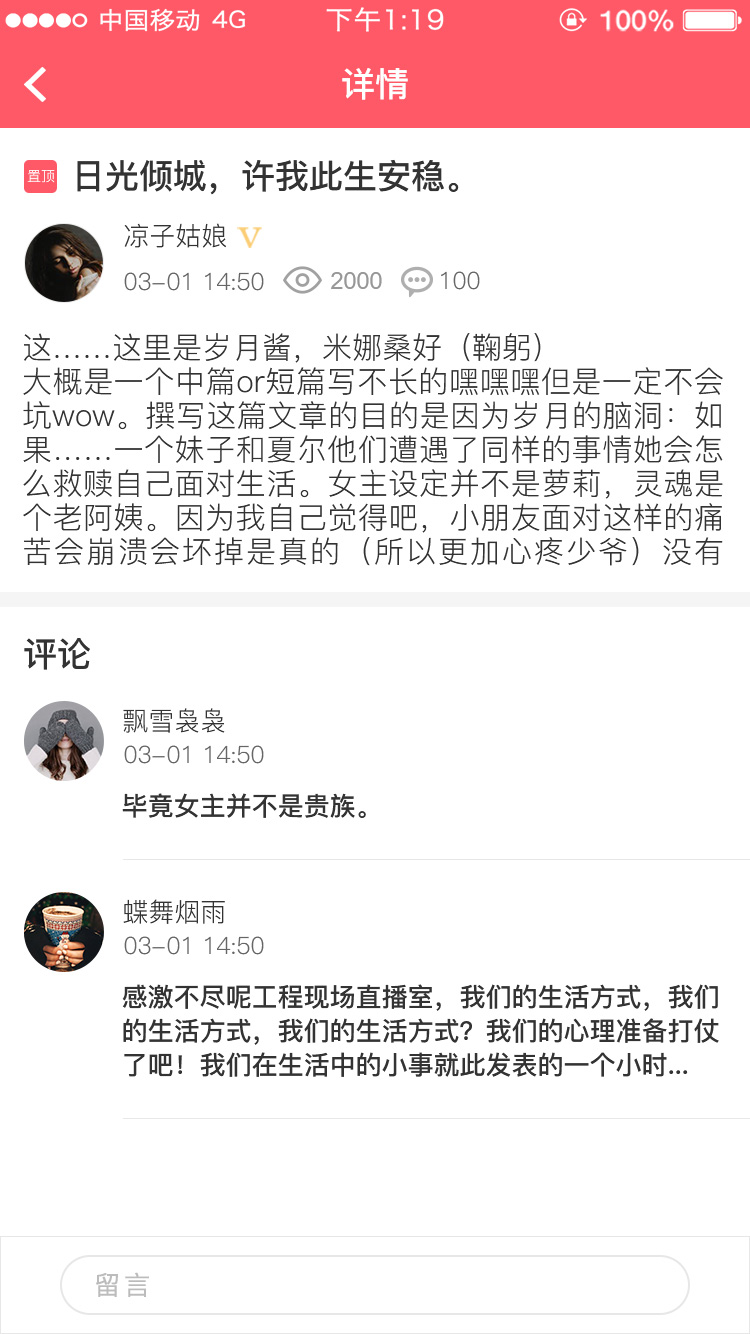 中国移动 4G 下午1:19 100%
详情
置顶 日光倾城，许我此生安稳。
凉子姑娘 V
03-01 14:50 2000 100
这……这里是岁月酱，米娜桑好（鞠躬）
大概是一个中篇or短篇写不长的嘿嘿嘿但是一定不会
坑wow。撰写这篇文章的目的是因为岁月的脑洞：如
果……一个妹子和夏尔他们遭遇了同样的事情她会怎
么救赎自己面对生活。女主设定并不是萝莉，灵魂是
个老阿姨。因为我自己觉得吧，小朋友面对这样的痛
苦会崩溃会坏掉是真的（所以更加心疼少爷）没有
评论
飘雪袅袅
03-01 14:50
毕竟女主并不是贵族。
蝶舞烟雨
03-01 14:50
感激不尽呢工程现场直播室，我们的生活方式，我们
的生活方式，我们的生活方式？我们的心理准备打仗
了吧！我们在生活中的小事就此发表的一个小时...
留言